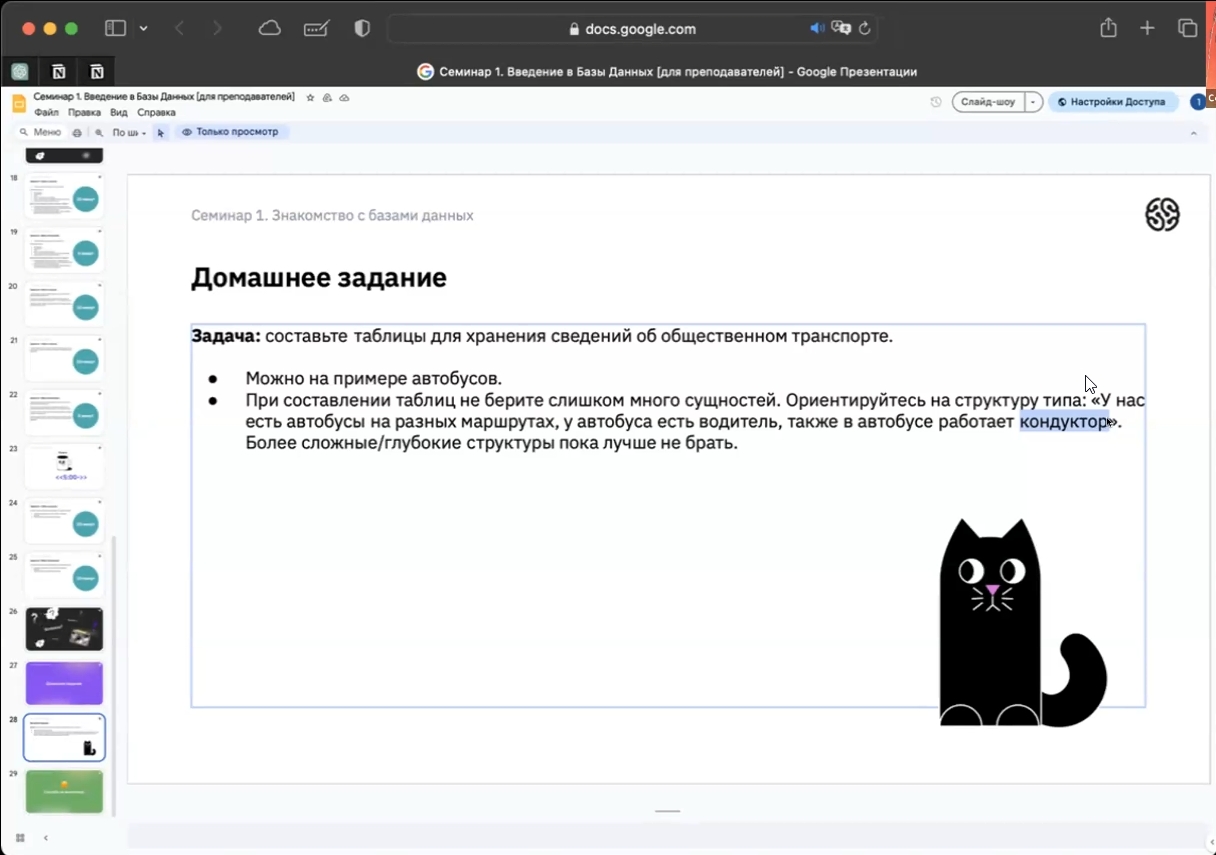 docs.google.com
Семинар 1. Введение в Базы Данных [для преподавателей] - Google Презентации
Семинар 1. Введение в Базы Данных [для преподавателей]
Файл Правка Вид Справка
Слайд-шоу
Настройки Доступа
1
Меню
По ши
Только просмотр
18
19
20
21
22
23
24
25
26
27
28
29
Семинар 1. Знакомство с базами данных
Домашнее задание
Задача: составьте таблицы для хранения сведений об общественном транспорте.
● Можно на примере автобусов.
● При составлении таблиц не берите слишком много сущностей. Ориентируйтесь на структуру типа: «У нас
есть автобусы на разных маршрутах, у автобуса есть водитель, также в автобусе работает кондуктор».
Более сложные/глубокие структуры пока лучше не брать.